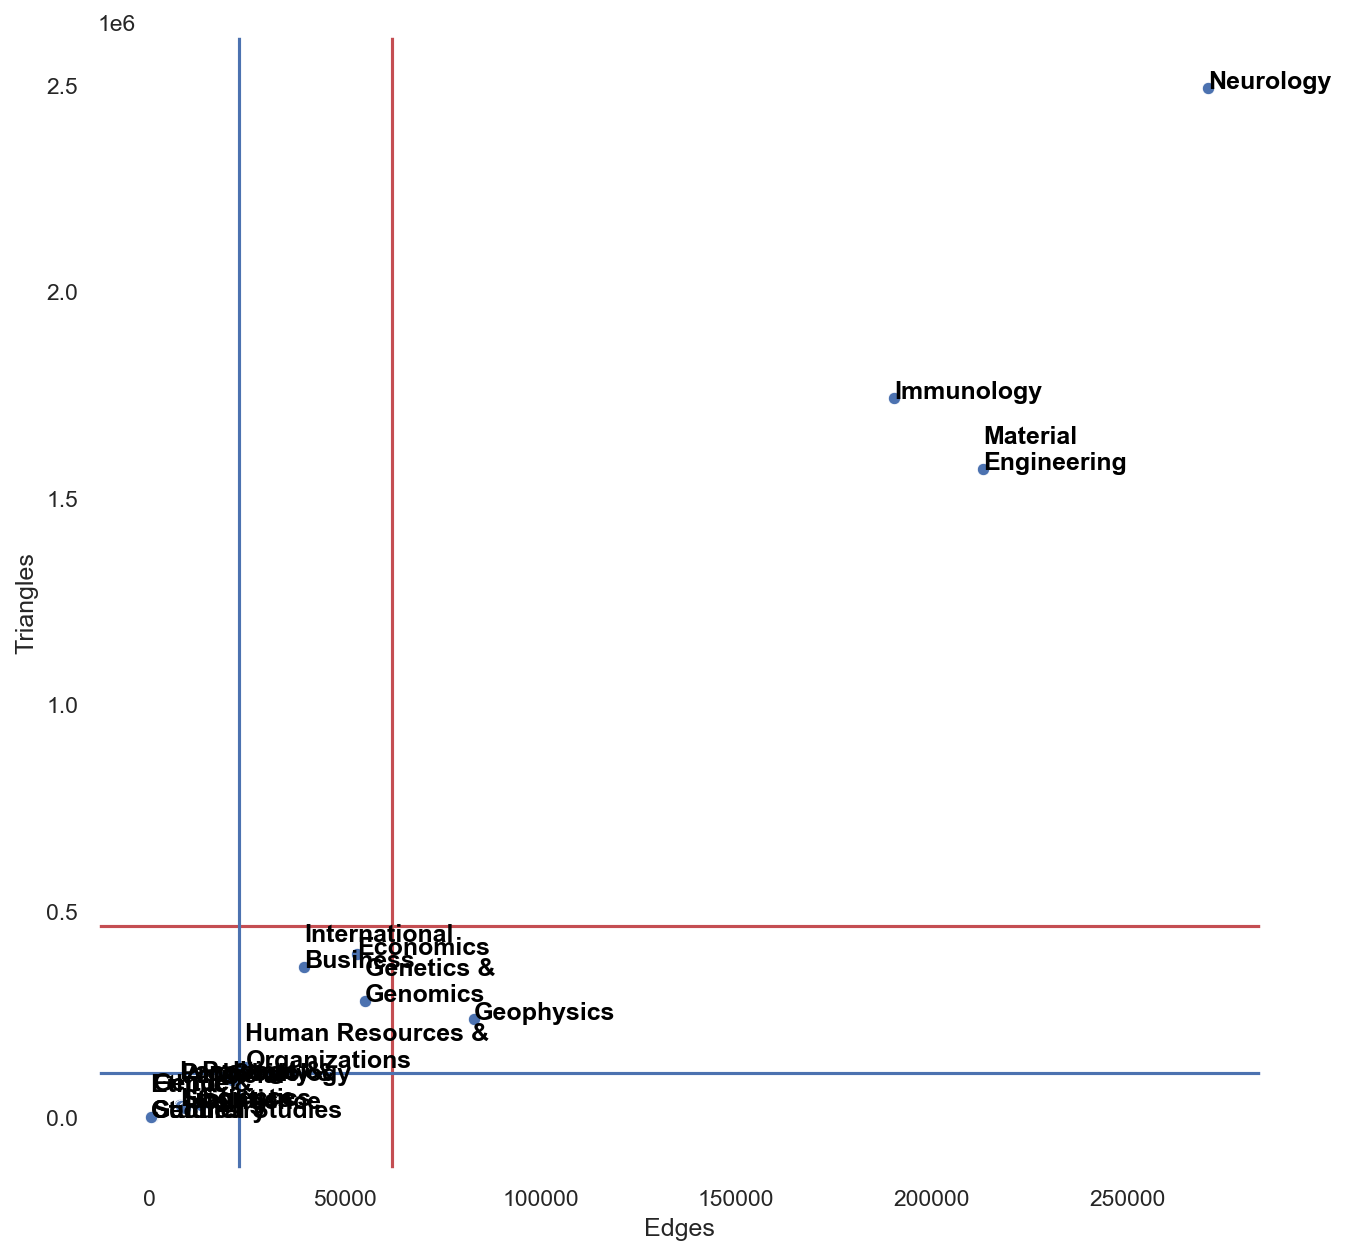 1e6
2.5
Neurology
2.0
Immunology
Material
Engineering
1.5
Triangles
1.0
0.5
International
Business
Economics
Genetics &
Genomics
Geophysics
Human Resources &
Organizations
Studies
0.0
0
50000
100000
150000
200000
250000
Edges